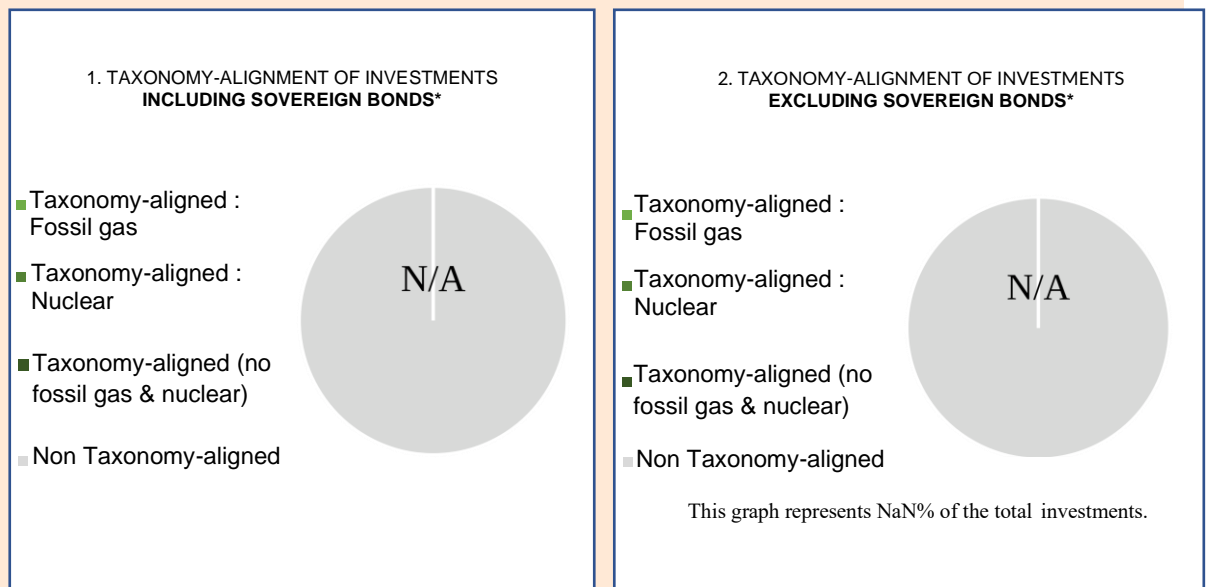 1. TAXONOMY-ALIGNMENT OF INVESTMENTS
INCLUDING SOVEREIGN BONDS*
Taxonomy-aligned :
Fossil gas
Taxonomy-aligned :
Nuclear
Taxonomy-aligned (no
fossil gas & nuclear)
Non Taxonomy-aligned
N/A
2. TAXONOMY-ALIGNMENT OF INVESTMENTS
EXCLUDING SOVEREIGN BONDS*
Taxonomy-aligned :
Fossil gas
Taxonomy-aligned :
Nuclear
Taxonomy-aligned (no
fossil gas & nuclear)
Non Taxonomy-aligned
N/A
This graph represents NaN% of the total investments.